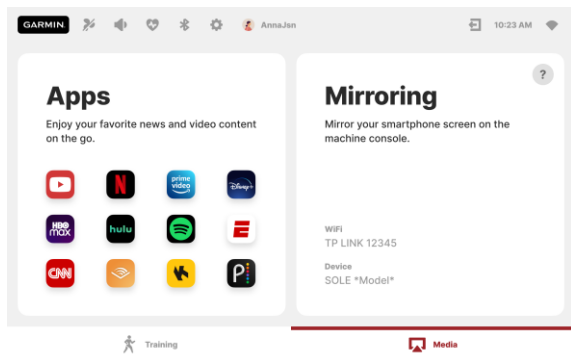 GARMIN
AnnaJsn
10:23 AM
Apps
Enjoy your favorite news and video content
on the go.
N
prime
video
Disney+
HBO
max
hulu
E
CNN
P
Mirroring
?
Mirror your smartphone screen on the
machine console.
WiFi
TP LINK 12345
Device
SOLE *Model*
Training
Media